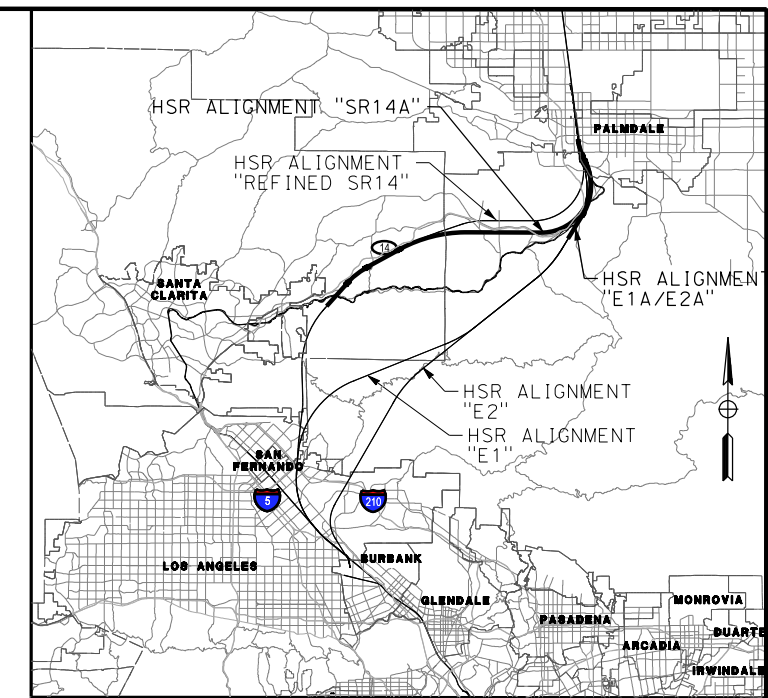 HSR ALIGNMENT "SR14A"
PALMDALE
HSR ALIGNMENT
"REFINED SR14"
14
HSR ALIGNMENT
"E1A/E2A"
SANTA
CLARITA
HSR ALIGNMENT
"E2"
HSR ALIGNMENT
"E1"
SAN
FERNANDO
5
210
LOS ANGELES
BURBANK
GLENDALE
PASADENA
MONROVIA
ARCADIA
DUARTE
IRWINDALE